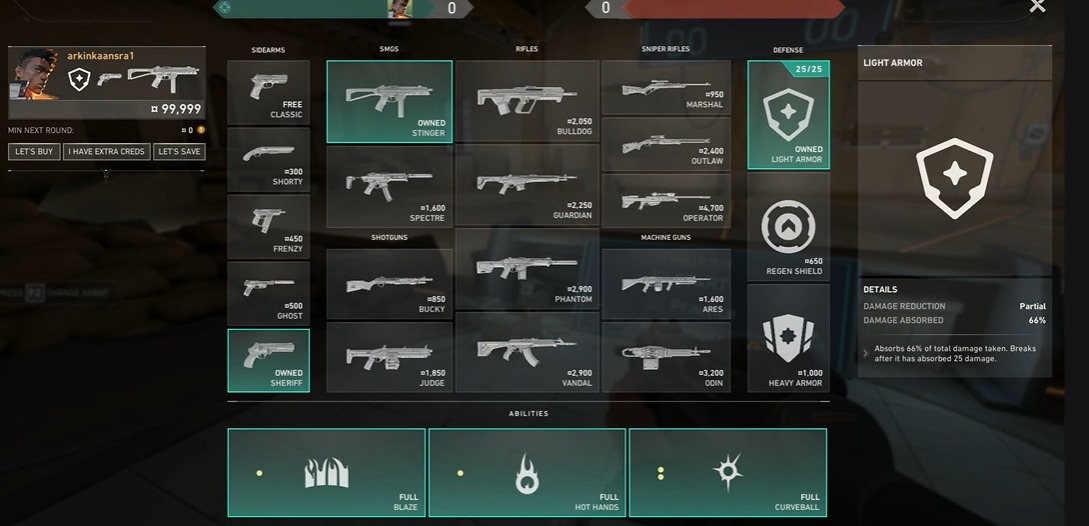 0
0
arkinkaansra1
¤ 99,999
MIN NEXT ROUND:
¤ 0
LET'S BUY
I HAVE EXTRA CREDS
LET'S SAVE
SIDEARMS
FREE
CLASSIC
¤300
SHORTY
¤450
FRENZY
¤500
GHOST
OWNED
SHERIFF
SMGS
OWNED
STINGER
¤1,600
SPECTRE
SHOTGUNS
¤850
BUCKY
¤1,850
JUDGE
RIFLES
¤2,050
BULLDOG
¤2,250
GUARDIAN
¤2,900
PHANTOM
¤2,900
VANDAL
SNIPER RIFLES
¤950
MARSHAL
¤2,400
OUTLAW
¤4,700
OPERATOR
MACHINE GUNS
¤1,600
ARES
¤3,200
ODIN
DEFENSE
25/25
OWNED
LIGHT ARMOR
¤650
REGEN SHIELD
¤1,000
HEAVY ARMOR
LIGHT ARMOR
DETAILS
DAMAGE REDUCTION Partial
DAMAGE ABSORBED 66%
Absorbs 66% of total damage taken. Breaks
after it has absorbed 25 damage.
PRESS F2 CHANGE AGENT
ABILITIES
FULL
BLAZE
FULL
HOT HANDS
FULL
CURVEBALL